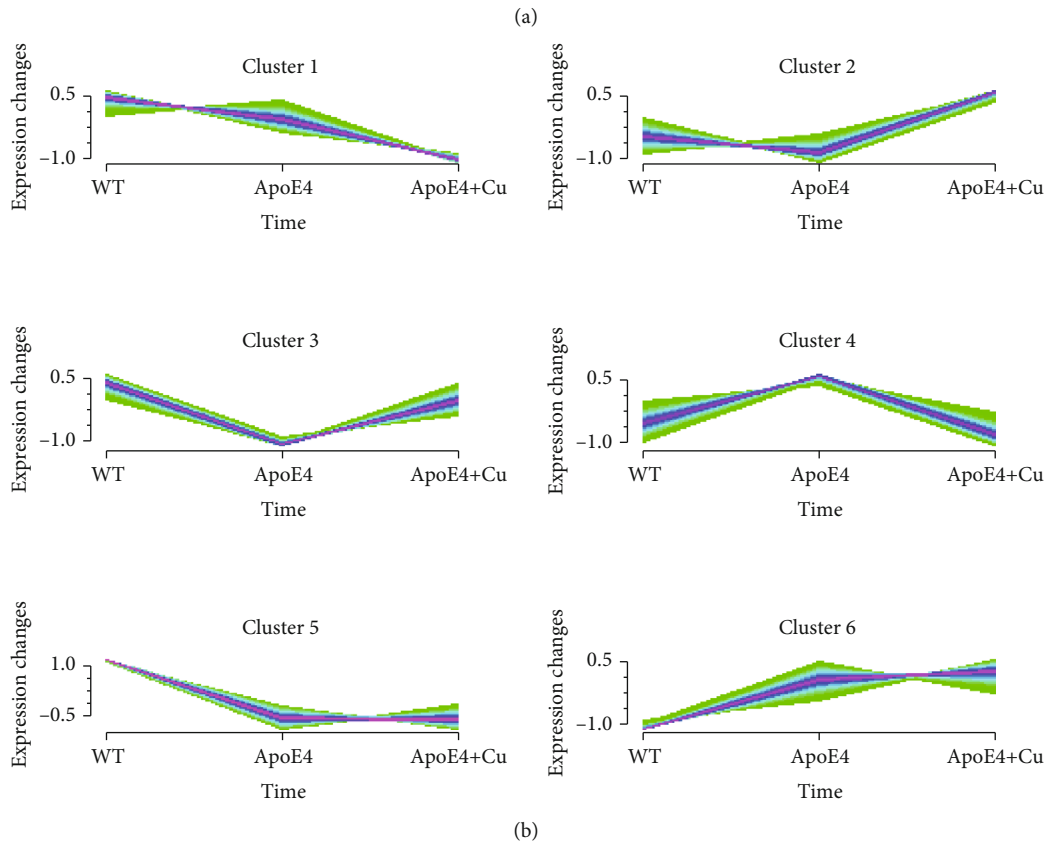 (a)
Cluster 1
Expression changes
0.5
−1.0
WT
ApoE4
ApoE4+Cu
Time
Cluster 2
Expression changes
0.5
−1.0
WT
ApoE4
ApoE4+Cu
Time
Cluster 3
Expression changes
0.5
−1.0
WT
ApoE4
ApoE4+Cu
Time
Cluster 4
Expression changes
0.5
−1.0
WT
ApoE4
ApoE4+Cu
Time
Cluster 5
Expression changes
1.0
−0.5
WT
ApoE4
ApoE4+Cu
Time
Cluster 6
Expression changes
0.5
−1.0
WT
ApoE4
ApoE4+Cu
Time
(b)